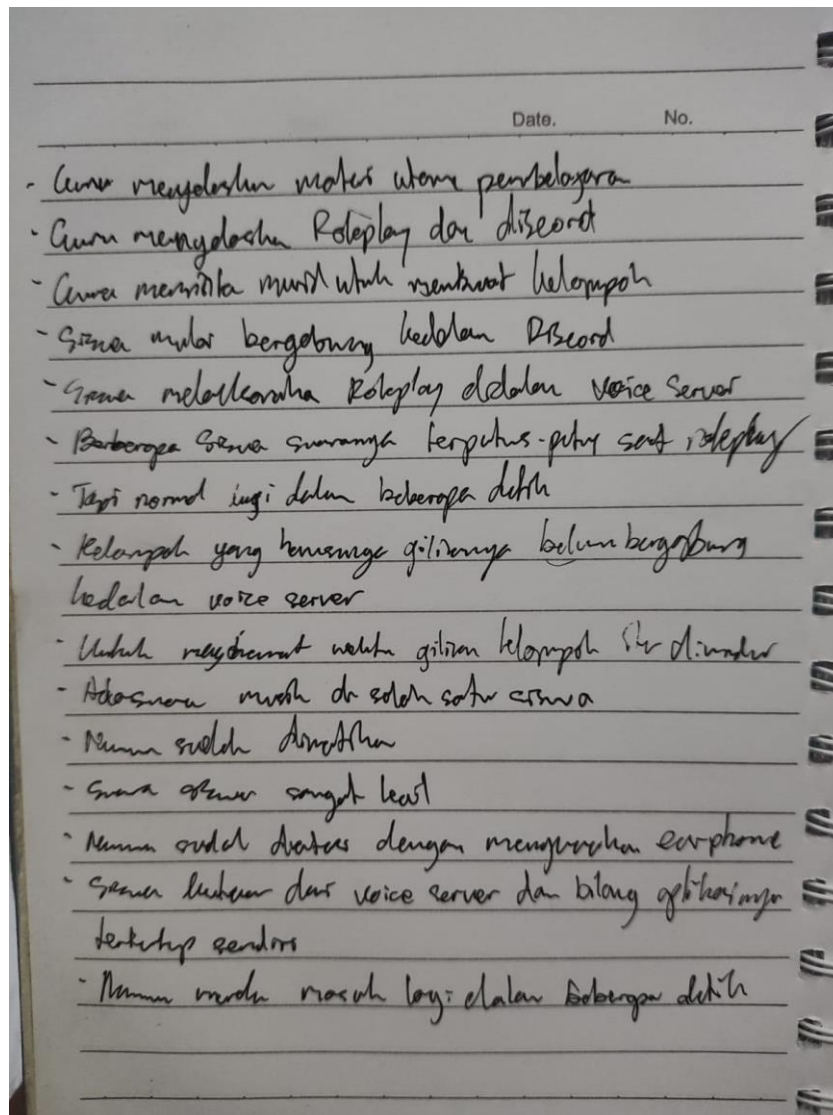 Date. No.
- Guru menjelaskan materi utama pembelajaran
- Guru menjelaskan Roleplay dan discord
- Guru meminta murid untuk membuat kelompok
- Siswa mulai bergabung kedalam Discord
- Siswa melakukan Roleplay didalam voice server
- Beberapa siswa suaranya terputus-putus saat roleplay
- Tapi normal lagi dalam beberapa detik
- Kelompok yang harusnya gilirannya belum bergabung
kedalam voice server
- Untuk menghemat waktu giliran kelompok itu
- Ada suara musik di salah satu siswa
- Namun sudah dimatikan
- Suara siswa sangat kecil
- Namun sudah diatasi dengan menggunakan earphone
- Siswa keluar dari voice server dan bilang aplikasinya
tertutup sendiri
- Namun masuk lagi dalam beberapa detik